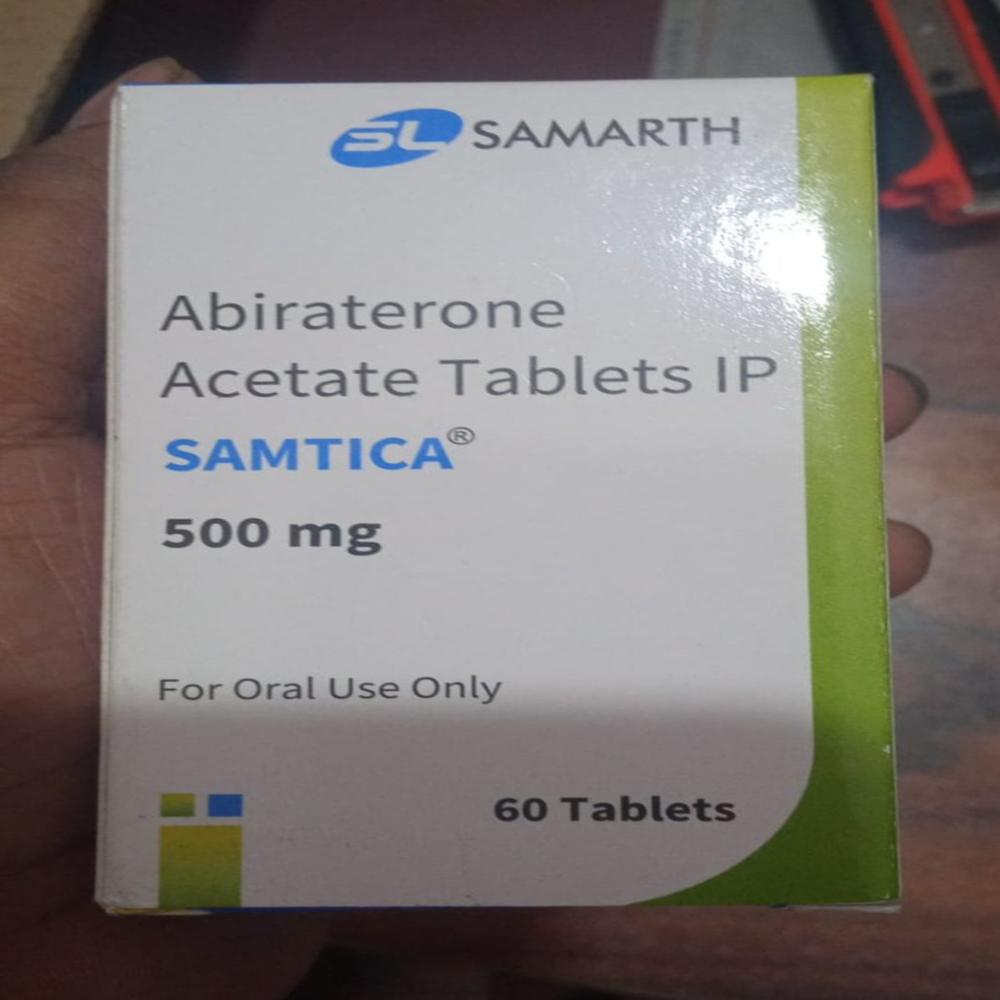 SL SAMARTH
Abiraterone
Acetate Tablets IP
SAMTICA®
500 mg
For Oral Use Only
60 Tablets